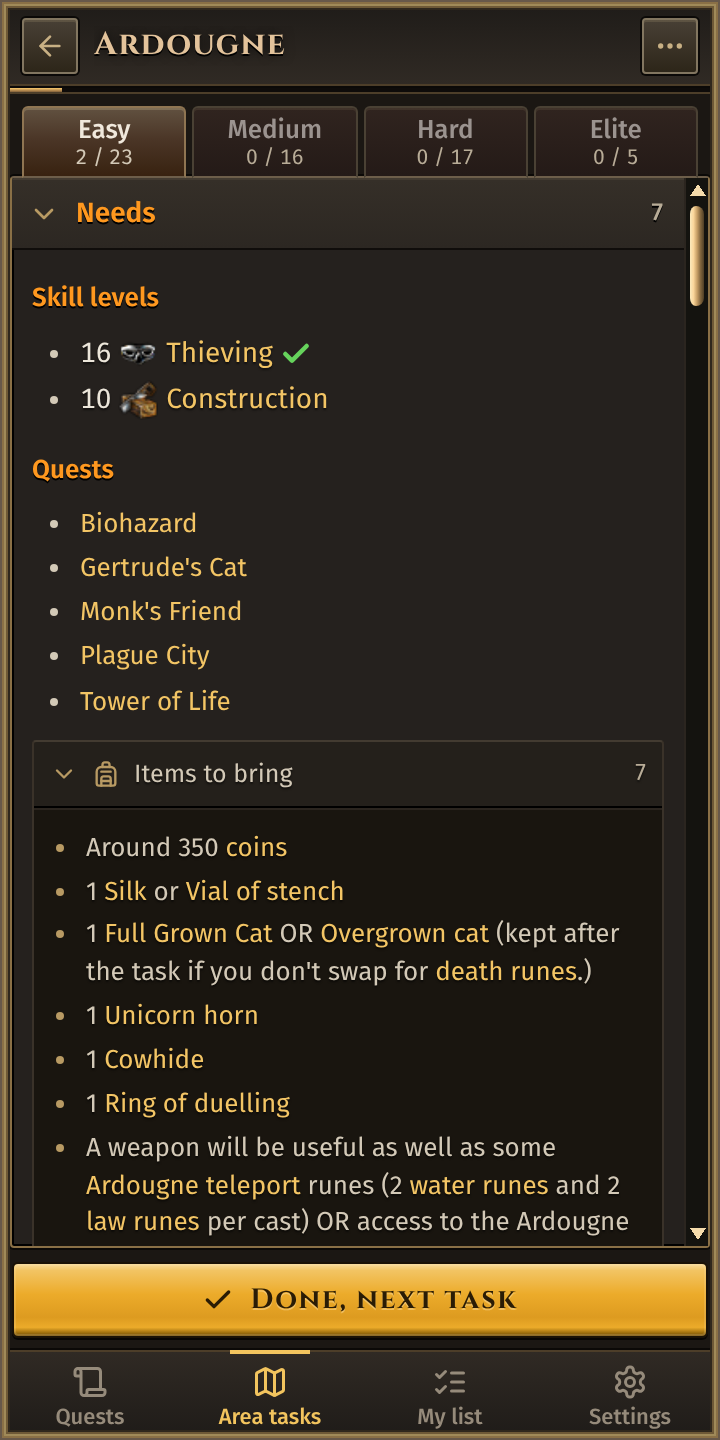 Ardougne
Easy
2 / 23
Medium
0 / 16
Hard
0 / 17
Elite
0 / 5
Needs
7
Skill levels
16 Thieving
10 Construction
Quests
Biohazard
Gertrude's Cat
Monk's Friend
Plague City
Tower of Life
Items to bring
7
Around 350 coins
1 Silk or Vial of stench
1 Full Grown Cat OR Overgrown cat (kept after
the task if you don't swap for death runes.)
1 Unicorn horn
1 Cowhide
1 Ring of duelling
A weapon will be useful as well as some
Ardougne teleport runes (2 water runes and 2
law runes per cast) OR access to the Ardougne
Done, next task
Quests
Area tasks
My list
Settings